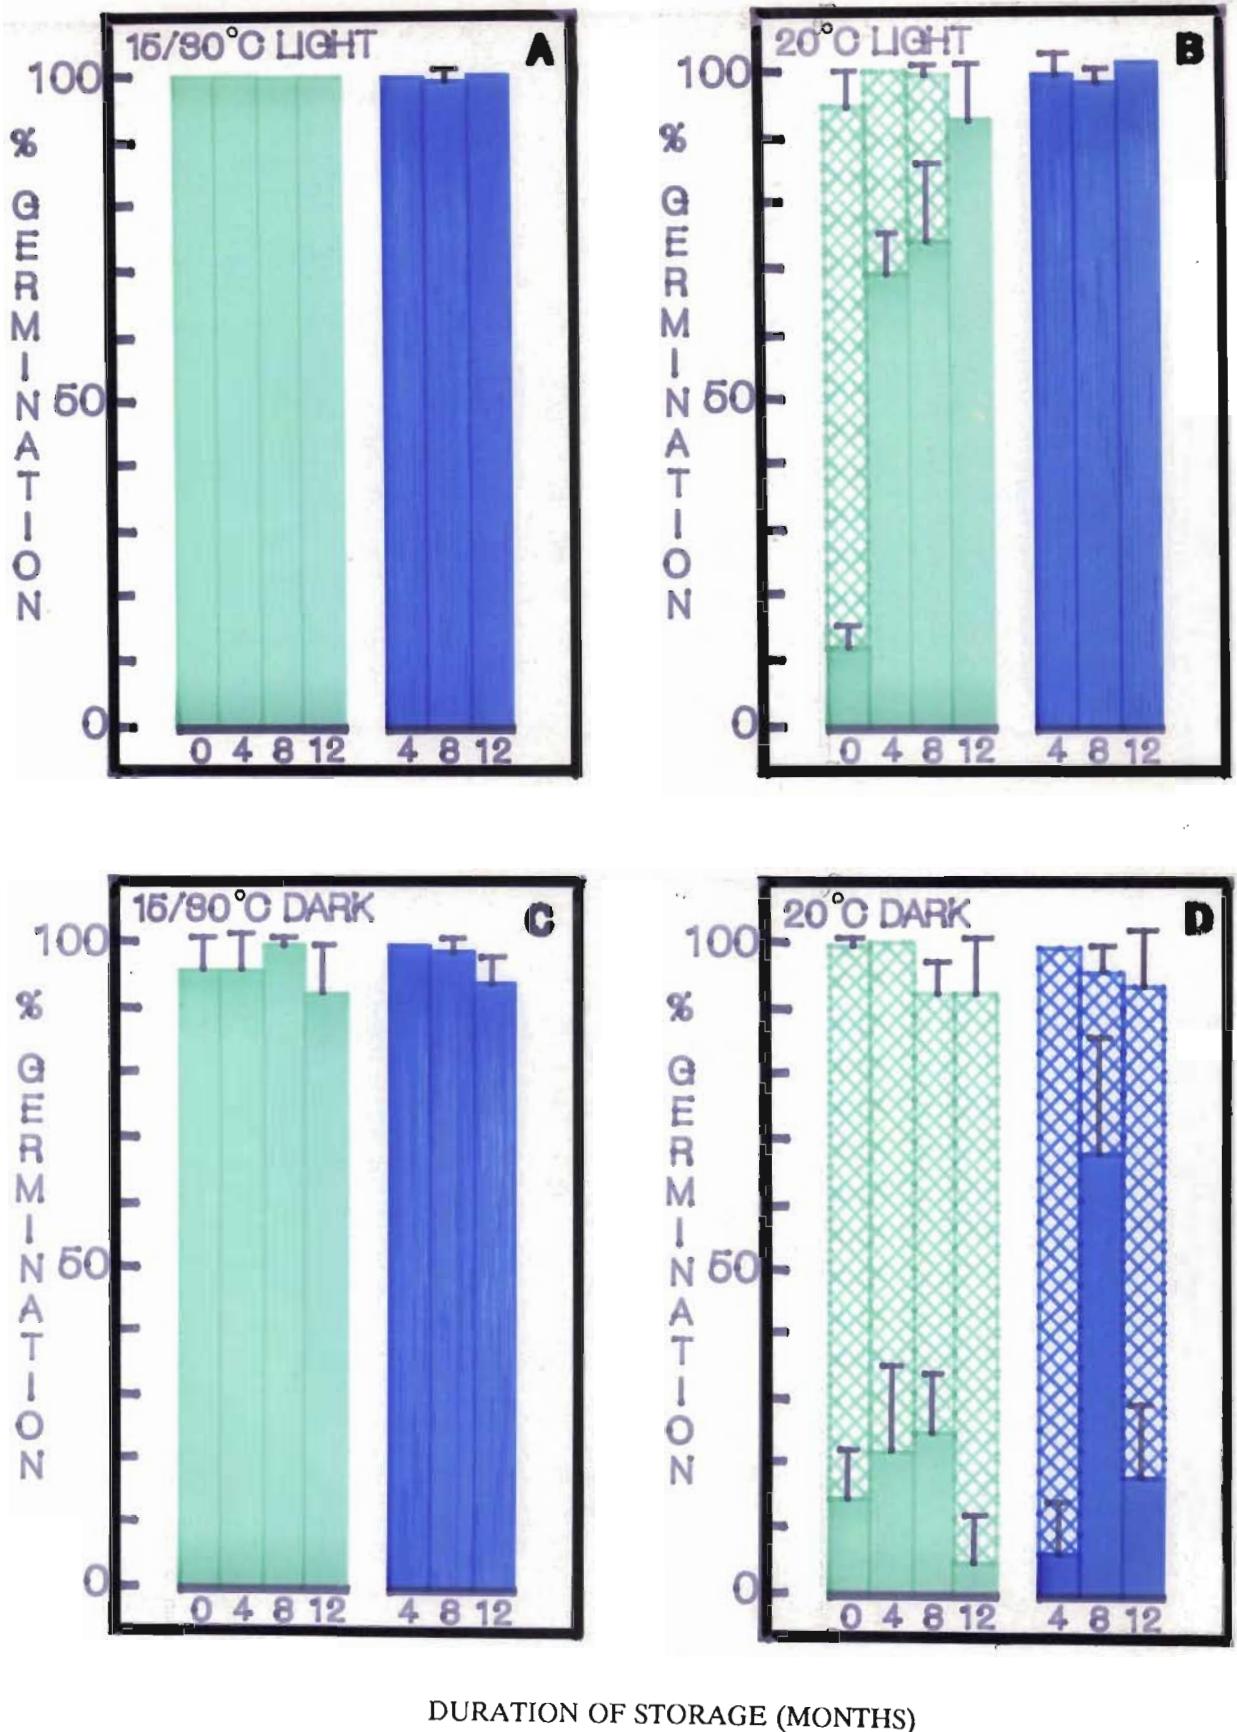 15/30°C LIGHT A
100
50
0
% GERMINATION
0 4 8 12 4 8 12
20°C LIGHT B
100
50
0
% GERMINATION
0 4 8 12 4 8 12
15/30°C DARK C
100
50
0
% GERMINATION
0 4 8 12 4 8 12
20°C DARK D
100
50
0
% GERMINATION
0 4 8 12 4 8 12
DURATION OF STORAGE (MONTHS)